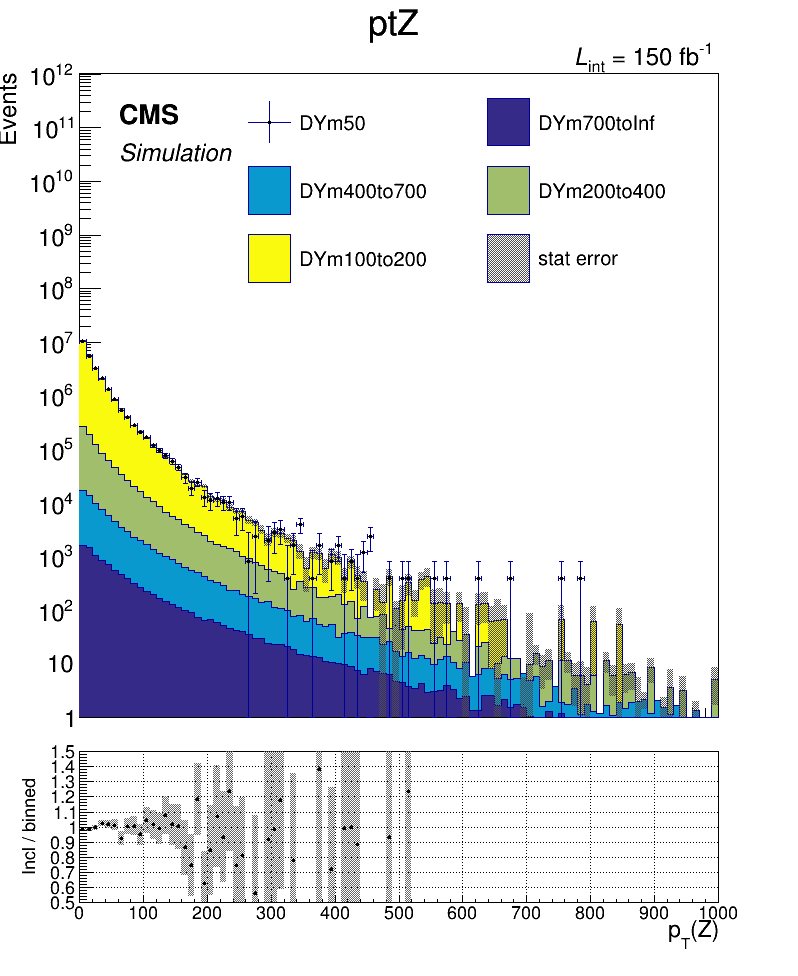 ptZ
L_int = 150 fb^-1
Events
10^12
10^11
10^10
10^9
10^8
10^7
10^6
10^5
10^4
10^3
10^2
10
1
CMS
Simulation
DYm50
DYm700toInf
DYm400to700
DYm200to400
DYm100to200
stat error
Incl / binned
1.5
1.4
1.3
1.2
1.1
1
0.9
0.8
0.7
0.6
0.5
0 100 200 300 400 500 600 700 800 900 1000
p_T(Z)